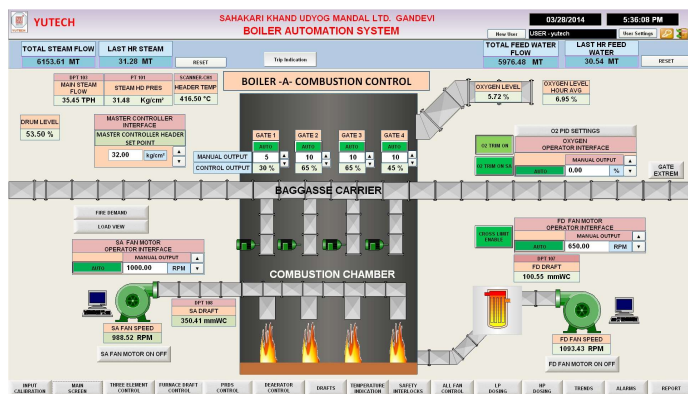 YUTECH
SAHAKARI KHAND UDYOG MANDAL LTD. GANDEVI
BOILER AUTOMATION SYSTEM
03/28/2014
5:36:08 PM
New User
USER - yutech
User Settings
TOTAL STEAM FLOW
6153.61 MT
LAST HR STEAM
31.28 MT
RESET
Trip Indication
TOTAL FEED WATER
FLOW
5976.48 MT
LAST HR FEED
WATER
30.54 MT
RESET
DPT 103
MAIN STEAM
FLOW
35.45 TPH
PT 101
STEAM HD PRES
31.48 Kg/cm²
SCANNER-CH1
HEADER TEMP
416.50 °C
BOILER -A- COMBUSTION CONTROL
OXYGEN LEVEL
5.72 %
OXYGEN LEVEL
HOUR AVG
6.95 %
DRUM LEVEL
53.50 %
MASTER CONTROLLER
INTERFACE
MASTER CONTROLLER HEADER
SET POINT
32.00 kg/cm²
GATE 1
GATE 2
GATE 3
GATE 4
AUTO
AUTO
AUTO
AUTO
MANUAL OUTPUT
5
10
10
10
CONTROL OUTPUT
30 %
65 %
65 %
45 %
O2 PID SETTINGS
O2 TRIM ON
OXYGEN
OPERATOR INTERFACE
MANUAL OUTPUT
O2 TRIM ON SA
AUTO
0.00 %
GATE
EXTREM
BAGGASSE CARRIER
FIRE DEMAND
LOAD VIEW
SA FAN MOTOR
OPERATOR INTERFACE
MANUAL OUTPUT
AUTO
1000.00 RPM
CROSS LIMIT
ENABLE
FD FAN MOTOR
OPERATOR INTERFACE
MANUAL OUTPUT
AUTO
650.00 RPM
DPT 107
FD DRAFT
100.55 mmWC
COMBUSTION CHAMBER
DPT 108
SA DRAFT
350.41 mmWC
SA FAN SPEED
988.52 RPM
SA FAN MOTOR ON OFF
FD FAN SPEED
1093.43 RPM
FD FAN MOTOR ON OFF
INPUT
CALIBRATION
MAIN
SCREEN
THREE ELEMENT
CONTROL
FURNACE DRAFT
CONTROL
PRDS
CONTROL
DEAERATOR
CONTROL
DRAFTS
TEMPERATURE
INDICATION
SAFETY
INTERLOCKS
ALL FAN
CONTROL
LP
DOSING
HP
DOSING
TRENDS
ALARMS
REPORT